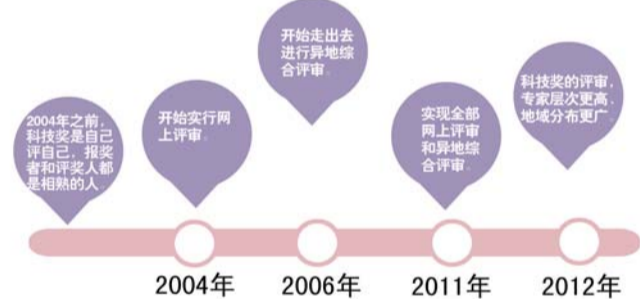 2004年之前，
科技奖是自己
评自己，报奖
者和评奖人都
是相熟的人。
开始实行网
上评审。
开始走出去
进行异地综
合评审。
实现全部
网上评审
和异地综
合评审。
科技奖的评审，
专家层次更高、
地域分布更广。
2004年
2006年
2011年
2012年